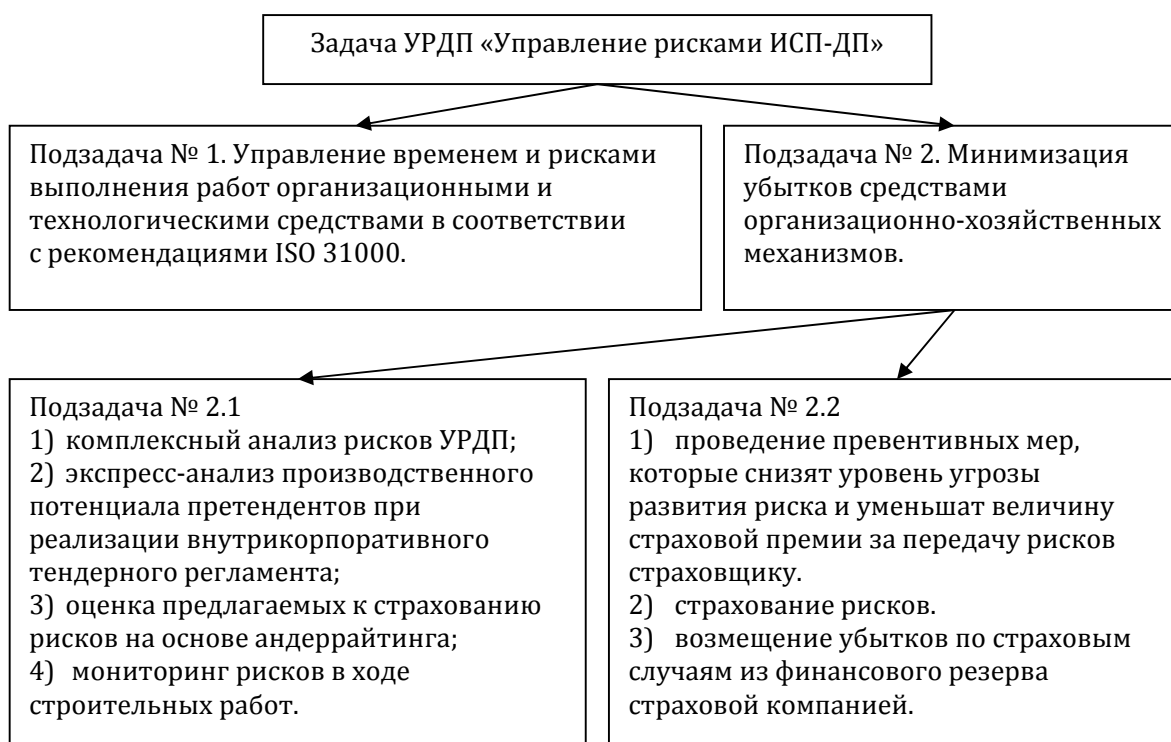 Задача УРДП «Управление рисками ИСП-ДП»
Подзадача № 1. Управление временем и рисками
выполнения работ организационными и
технологическими средствами в соответствии
с рекомендациями ISO 31000.
Подзадача № 2. Минимизация
убытков средствами
организационно-хозяйственных
механизмов.
Подзадача № 2.1
1) комплексный анализ рисков УРДП;
2) экспресс-анализ производственного
потенциала претендентов при
реализации внутрикорпоративного
тендерного регламента;
3) оценка предлагаемых к страхованию
рисков на основе андеррайтинга;
4) мониторинг рисков в ходе
строительных работ.
Подзадача № 2.2
1) проведение превентивных мер,
которые снизят уровень угрозы
развития риска и уменьшат величину
страховой премии за передачу рисков
страховщику.
2) страхование рисков.
3) возмещение убытков по страховым
случаям из финансового резерва
страховой компанией.